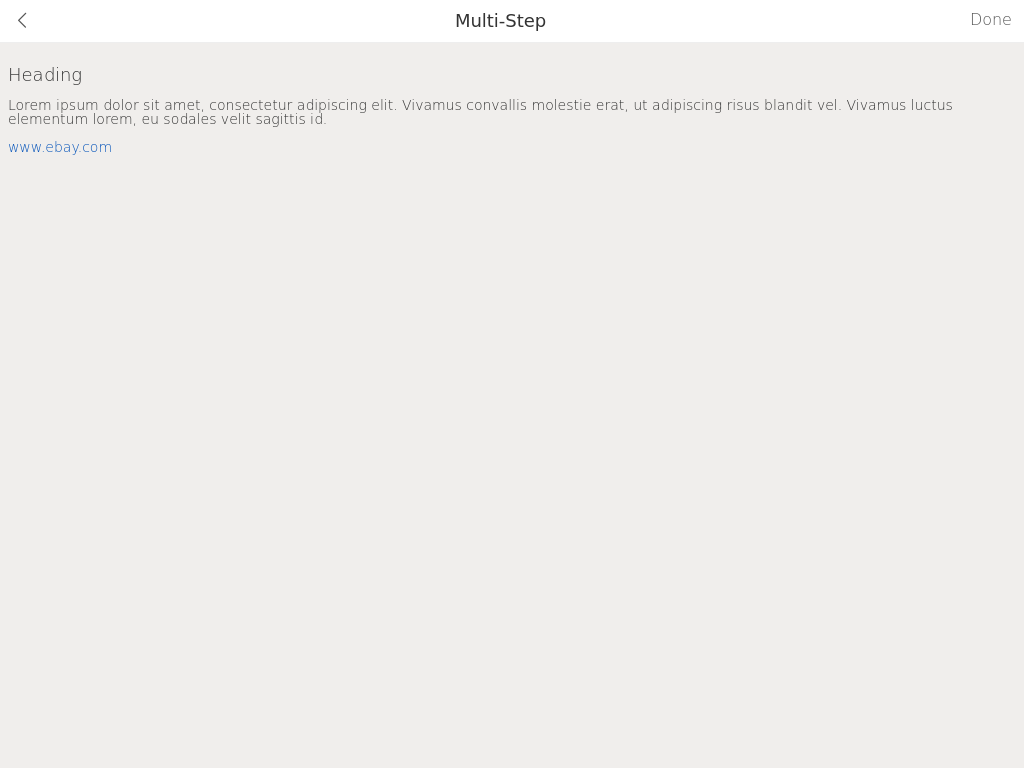 Multi-Step
Done
Heading
Lorem ipsum dolor sit amet, consectetur adipiscing elit. Vivamus convallis molestie erat, ut adipiscing risus blandit vel. Vivamus luctus
elementum lorem, eu sodales velit sagittis id.
www.ebay.com